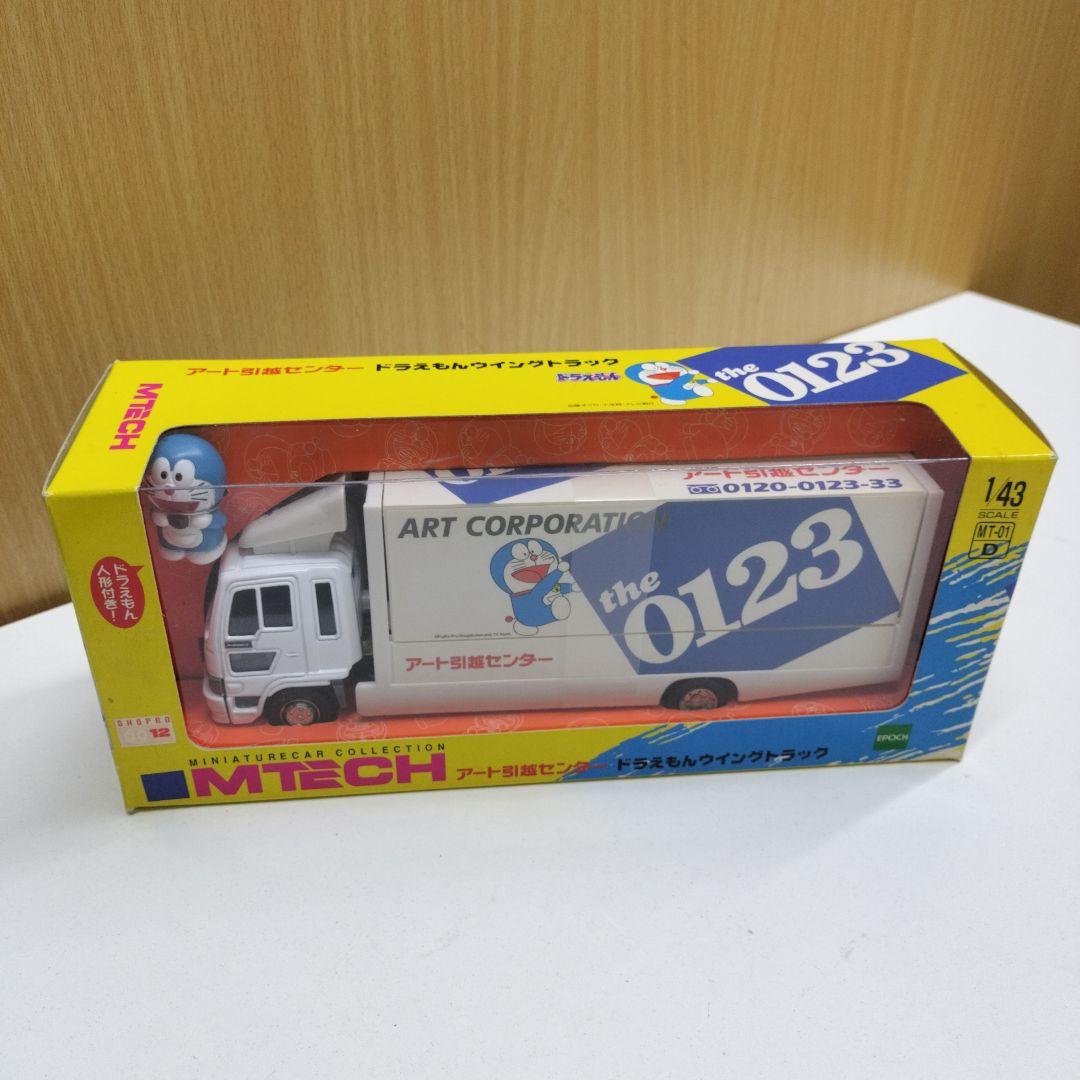 アート引越センター ドラえもんウイングトラック
ドラえもん
the 0123
MTECH
アート引越センター
0120-0123-33
ART CORPORATION
the 0123
アート引越センター
1/43
SCALE
MT-01
D
ドラえもん
人形付き!
SHOPRO
12
EPOCH
MINIATURECAR COLLECTION
MTECH アート引越センター ドラえもんウイングトラック